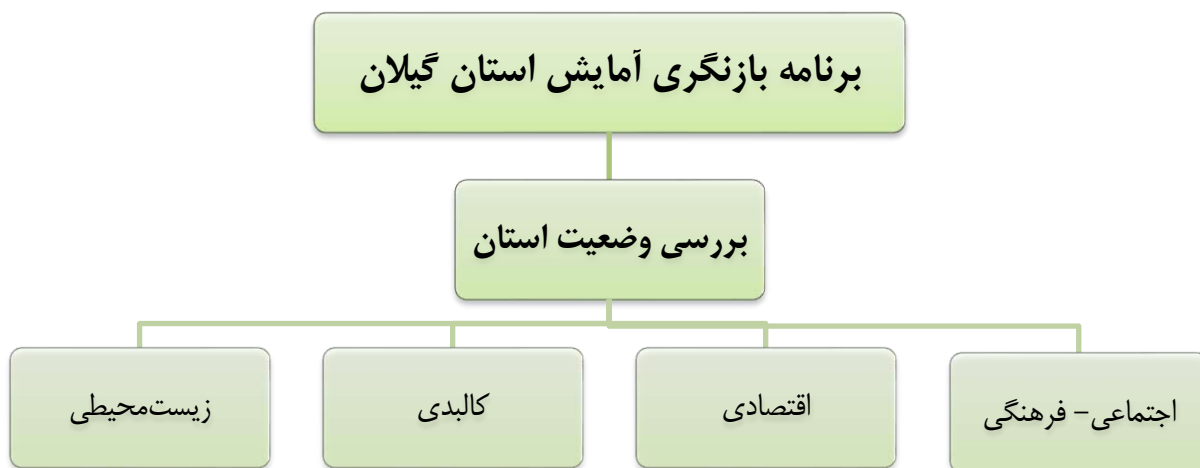 برنامه بازنگری آمایش استان گیلان
بررسی وضعیت استان
اجتماعی- فرهنگی
اقتصادی
کالبدی
زیست‌محیطی